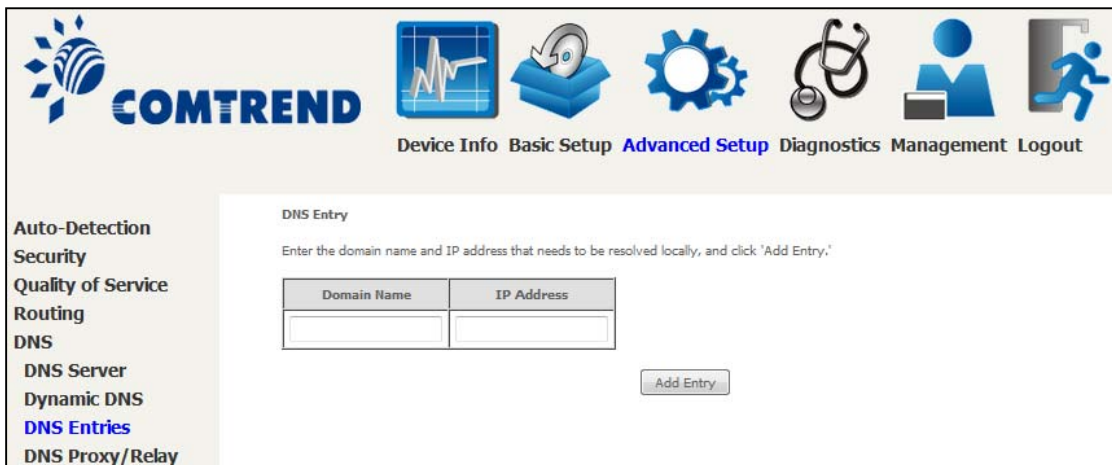 COMTREND
Device Info Basic Setup Advanced Setup Diagnostics Management Logout
Auto-Detection
Security
Quality of Service
Routing
DNS
DNS Server
Dynamic DNS
DNS Entries
DNS Proxy/Relay
DNS Entry
Enter the domain name and IP address that needs to be resolved locally, and click 'Add Entry.'
Domain Name IP Address
Add Entry